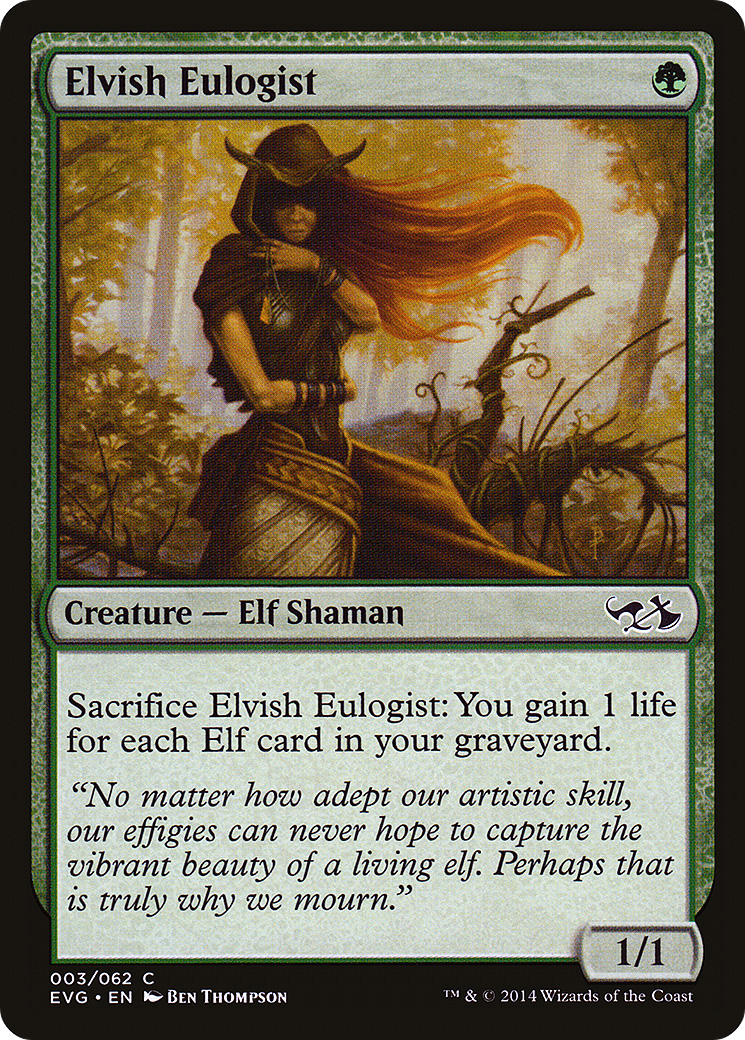 Elvish Eulogist
Creature — Elf Shaman
Sacrifice Elvish Eulogist: You gain 1 life
for each Elf card in your graveyard.
“No matter how adept our artistic skill,
our effigies can never hope to capture the
vibrant beauty of a living elf. Perhaps that
is truly why we mourn.”
1/1
003/062 C
EVG • EN Ben Thompson
™ & © 2014 Wizards of the Coast